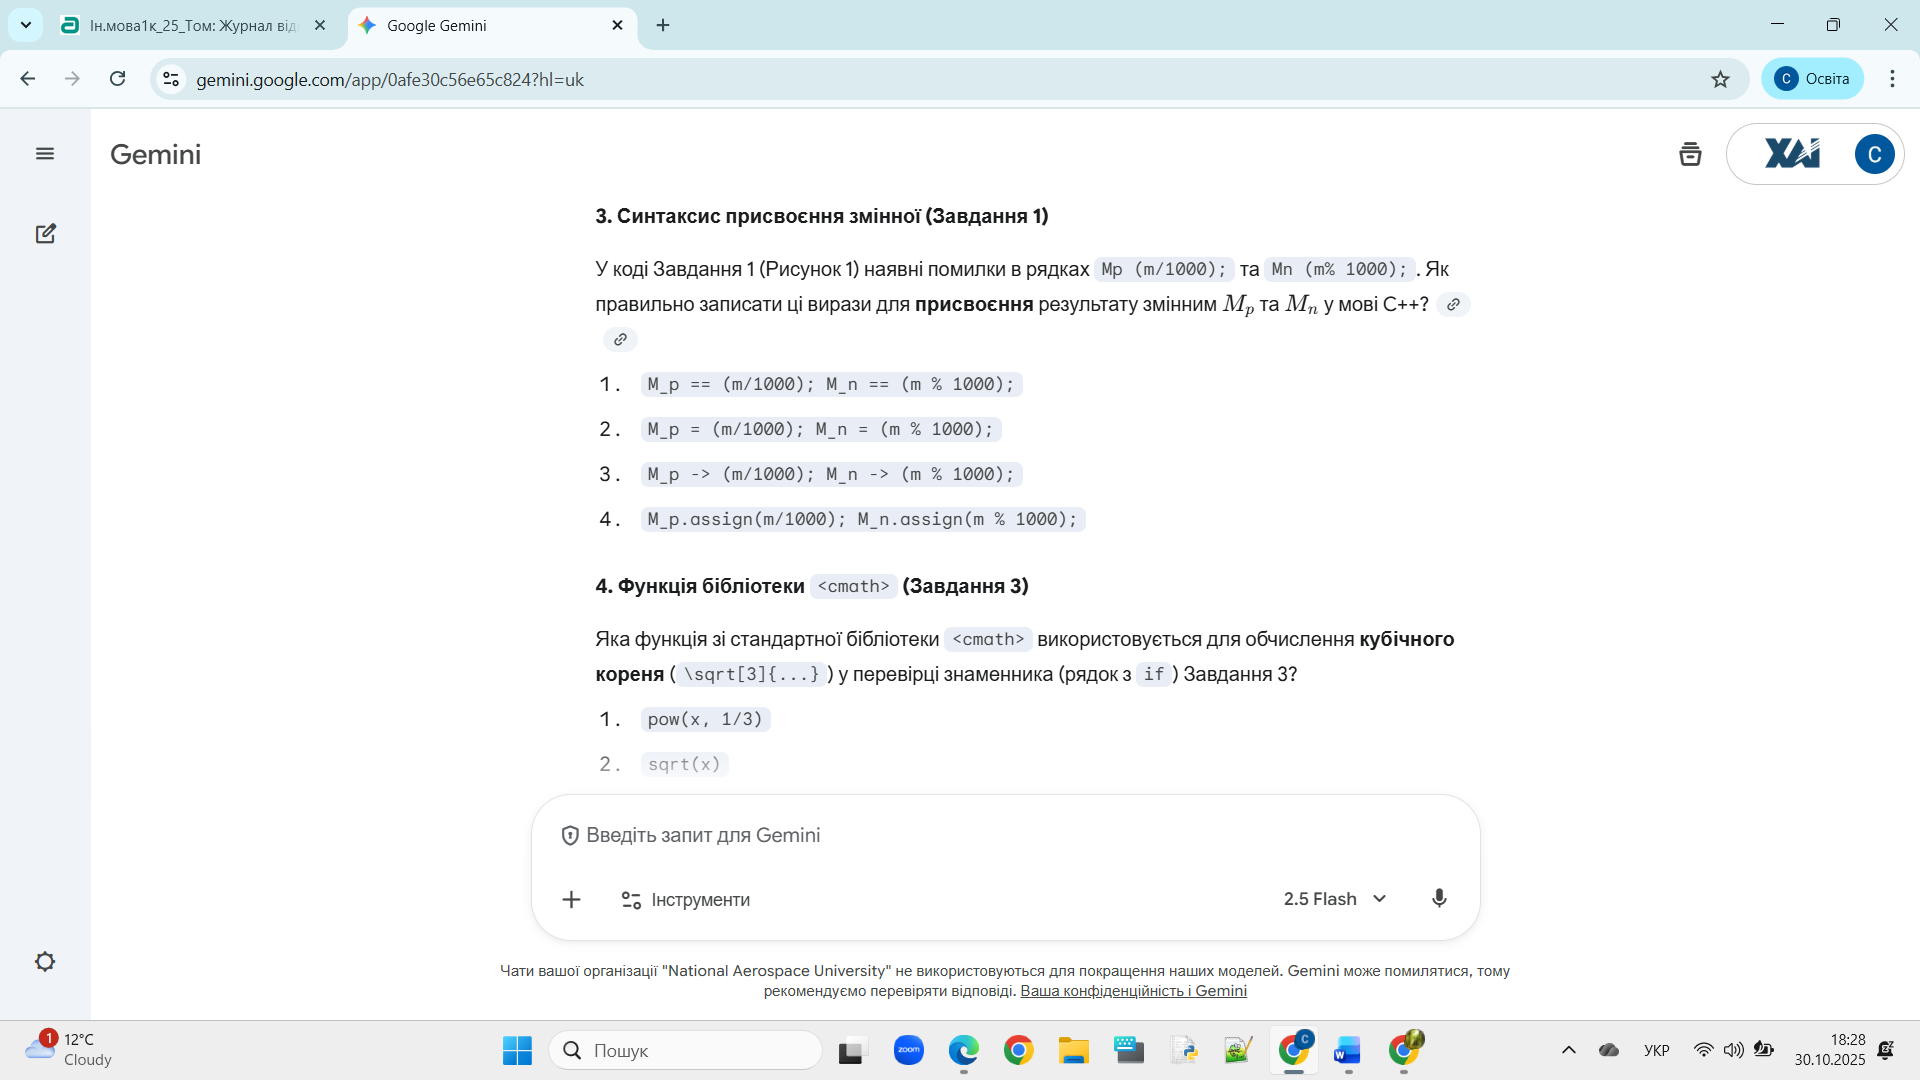 Ін.мова1к_25_Том: Журнал від
Google Gemini
gemini.google.com/app/0afe30c56e65c824?hl=uk
C
Освіта
Gemini
XAI
C
3. Синтаксис присвоєння змінної (Завдання 1)
У коді Завдання 1 (Рисунок 1) наявні помилки в рядках Mp (m/1000); та Mn (m% 1000); . Як
правильно записати ці вирази для присвоєння результату змінним Mp та Mn у мові C++?
1. M_p == (m/1000); M_n == (m % 1000);
2. M_p = (m/1000); M_n = (m % 1000);
3. M_p -> (m/1000); M_n -> (m % 1000);
4. M_p.assign(m/1000); M_n.assign(m % 1000);
4. Функція бібліотеки <cmath> (Завдання 3)
Яка функція зі стандартної бібліотеки <cmath> використовується для обчислення кубічного
кореня ( \sqrt[3]{...} ) у перевірці знаменника (рядок з if ) Завдання 3?
1. pow(x, 1/3)
2. sqrt(x)
Введіть запит для Gemini
Інструменти
2.5 Flash
Чати вашої організації "National Aerospace University" не використовуються для покращення наших моделей. Gemini може помилятися, тому
рекомендуємо перевіряти відповіді. Ваша конфіденційність і Gemini
1
12°C
Cloudy
Пошук
zoom
C
W
УКР
18:28
30.10.2025